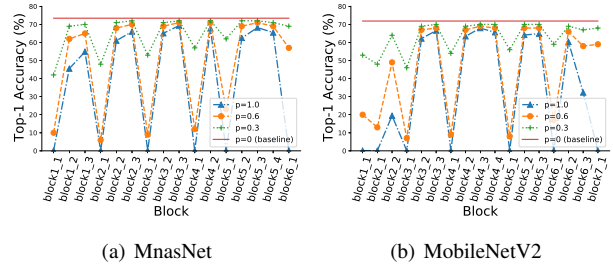 80
70
60
50
40
30
20
10
0
Top-1 Accuracy (%)
p=1.0
p=0.6
p=0.3
p=0 (baseline)
block1_1
block1_2
block1_3
block2_1
block2_2
block2_3
block3_1
block3_2
block3_3
block4_1
block4_2
block5_1
block5_2
block5_3
block5_4
block6_1
Block
(a) MnasNet
80
70
60
50
40
30
20
10
0
Top-1 Accuracy (%)
p=1.0
p=0.6
p=0.3
p=0 (baseline)
block1_1
block2_1
block2_2
block3_1
block3_2
block3_3
block4_1
block4_2
block4_3
block4_4
block5_1
block5_2
block5_3
block6_1
block6_2
block6_3
block7_1
Block
(b) MobileNetV2